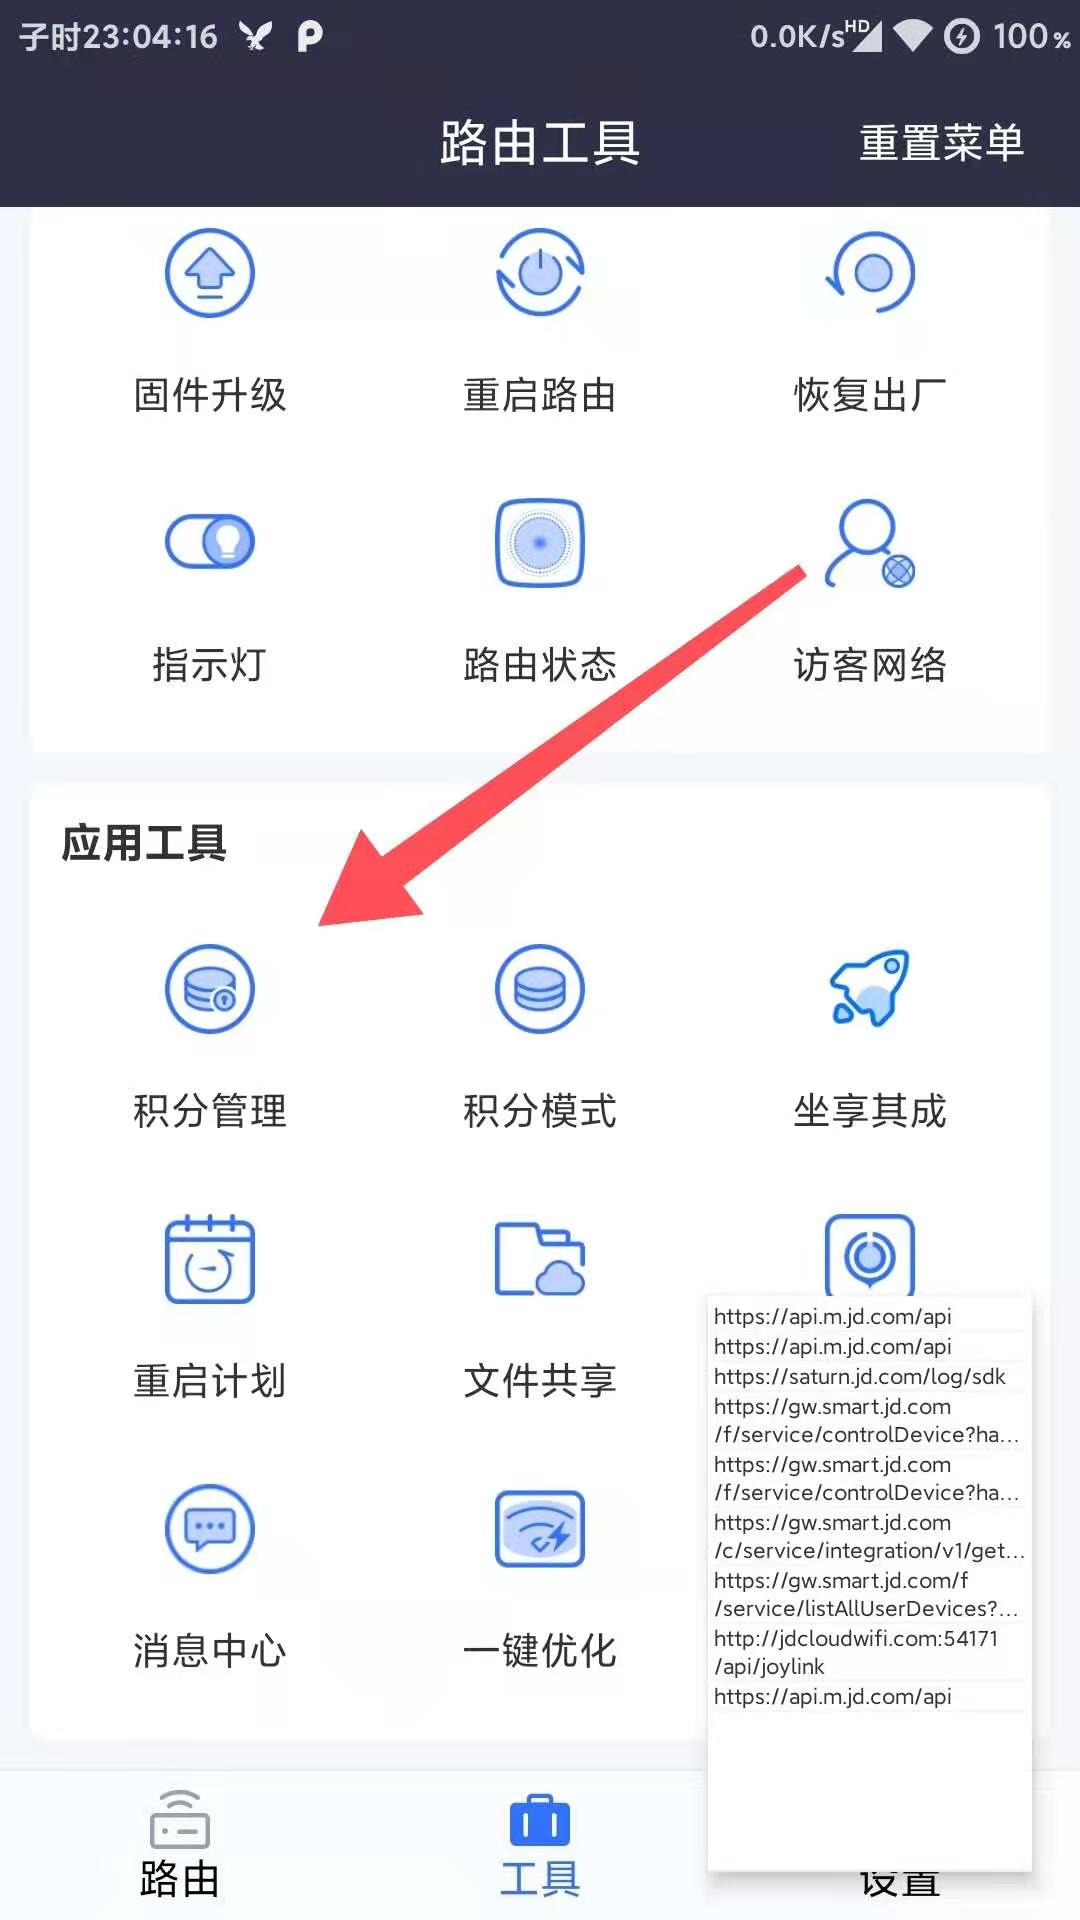 子时23:04:16
0.0K/s HD 100%
路由工具
重置菜单
固件升级
重启路由
恢复出厂
指示灯
路由状态
访客网络
应用工具
积分管理
积分模式
坐享其成
重启计划
文件共享
消息中心
一键优化
https://api.m.jd.com/api
https://api.m.jd.com/api
https://saturn.jd.com/log/sdk
https://gw.smart.jd.com
/f/service/controlDevice?ha...
https://gw.smart.jd.com
/f/service/controlDevice?ha...
https://gw.smart.jd.com
/c/service/integration/v1/get...
https://gw.smart.jd.com/f
/service/listAllUserDevices?...
http://jdcloudwifi.com:54171
/api/joylink
https://api.m.jd.com/api
路由
工具
设置